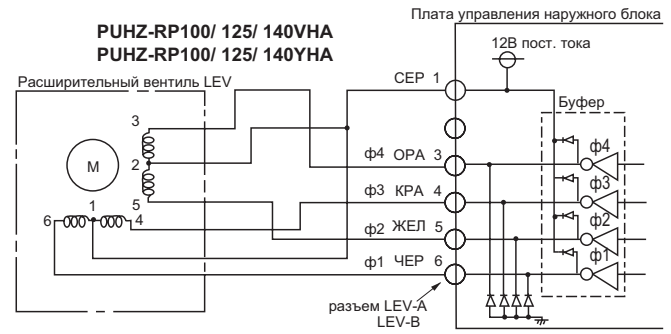 Плата управления наружного блока
PUHZ-RP100/ 125/ 140VHA
PUHZ-RP100/ 125/ 140YHA
12В пост. тока
Расширительный вентиль LEV
СЕР 1
Буфер
3
ф4 ОРА 3
ф4
M
2
ф3 КРА 4
ф3
5
1
6
4
ф2 ЖЕЛ 5
ф2
ф1 ЧЕР 6
ф1
разъем LEV-A
LEV-B